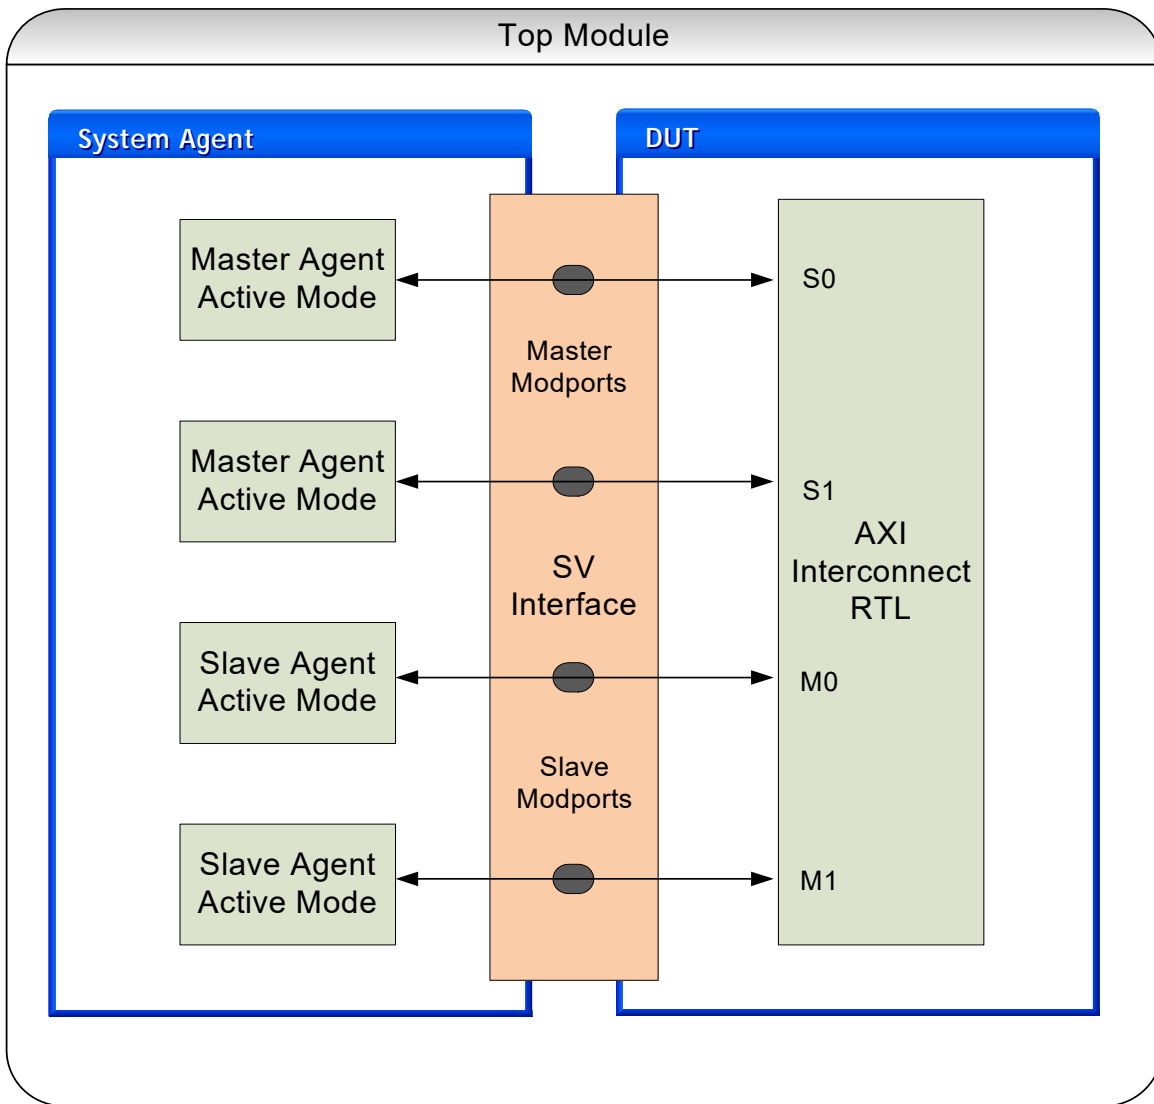 Top Module
System Agent
DUT
Master Agent
Active Mode
S0
Master
Modports
Master Agent
Active Mode
S1
SV
Interface
AXI
Interconnect
RTL
Slave Agent
Active Mode
M0
Slave
Modports
Slave Agent
Active Mode
M1